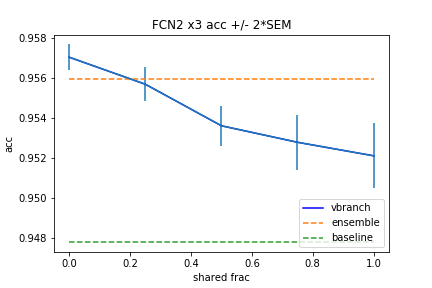 FCN2 x3 acc +/- 2*SEM
0.958
0.956
0.954
0.952
0.950
0.948
acc
0.0
0.2
0.4
0.6
0.8
1.0
shared frac
vbranch
ensemble
baseline